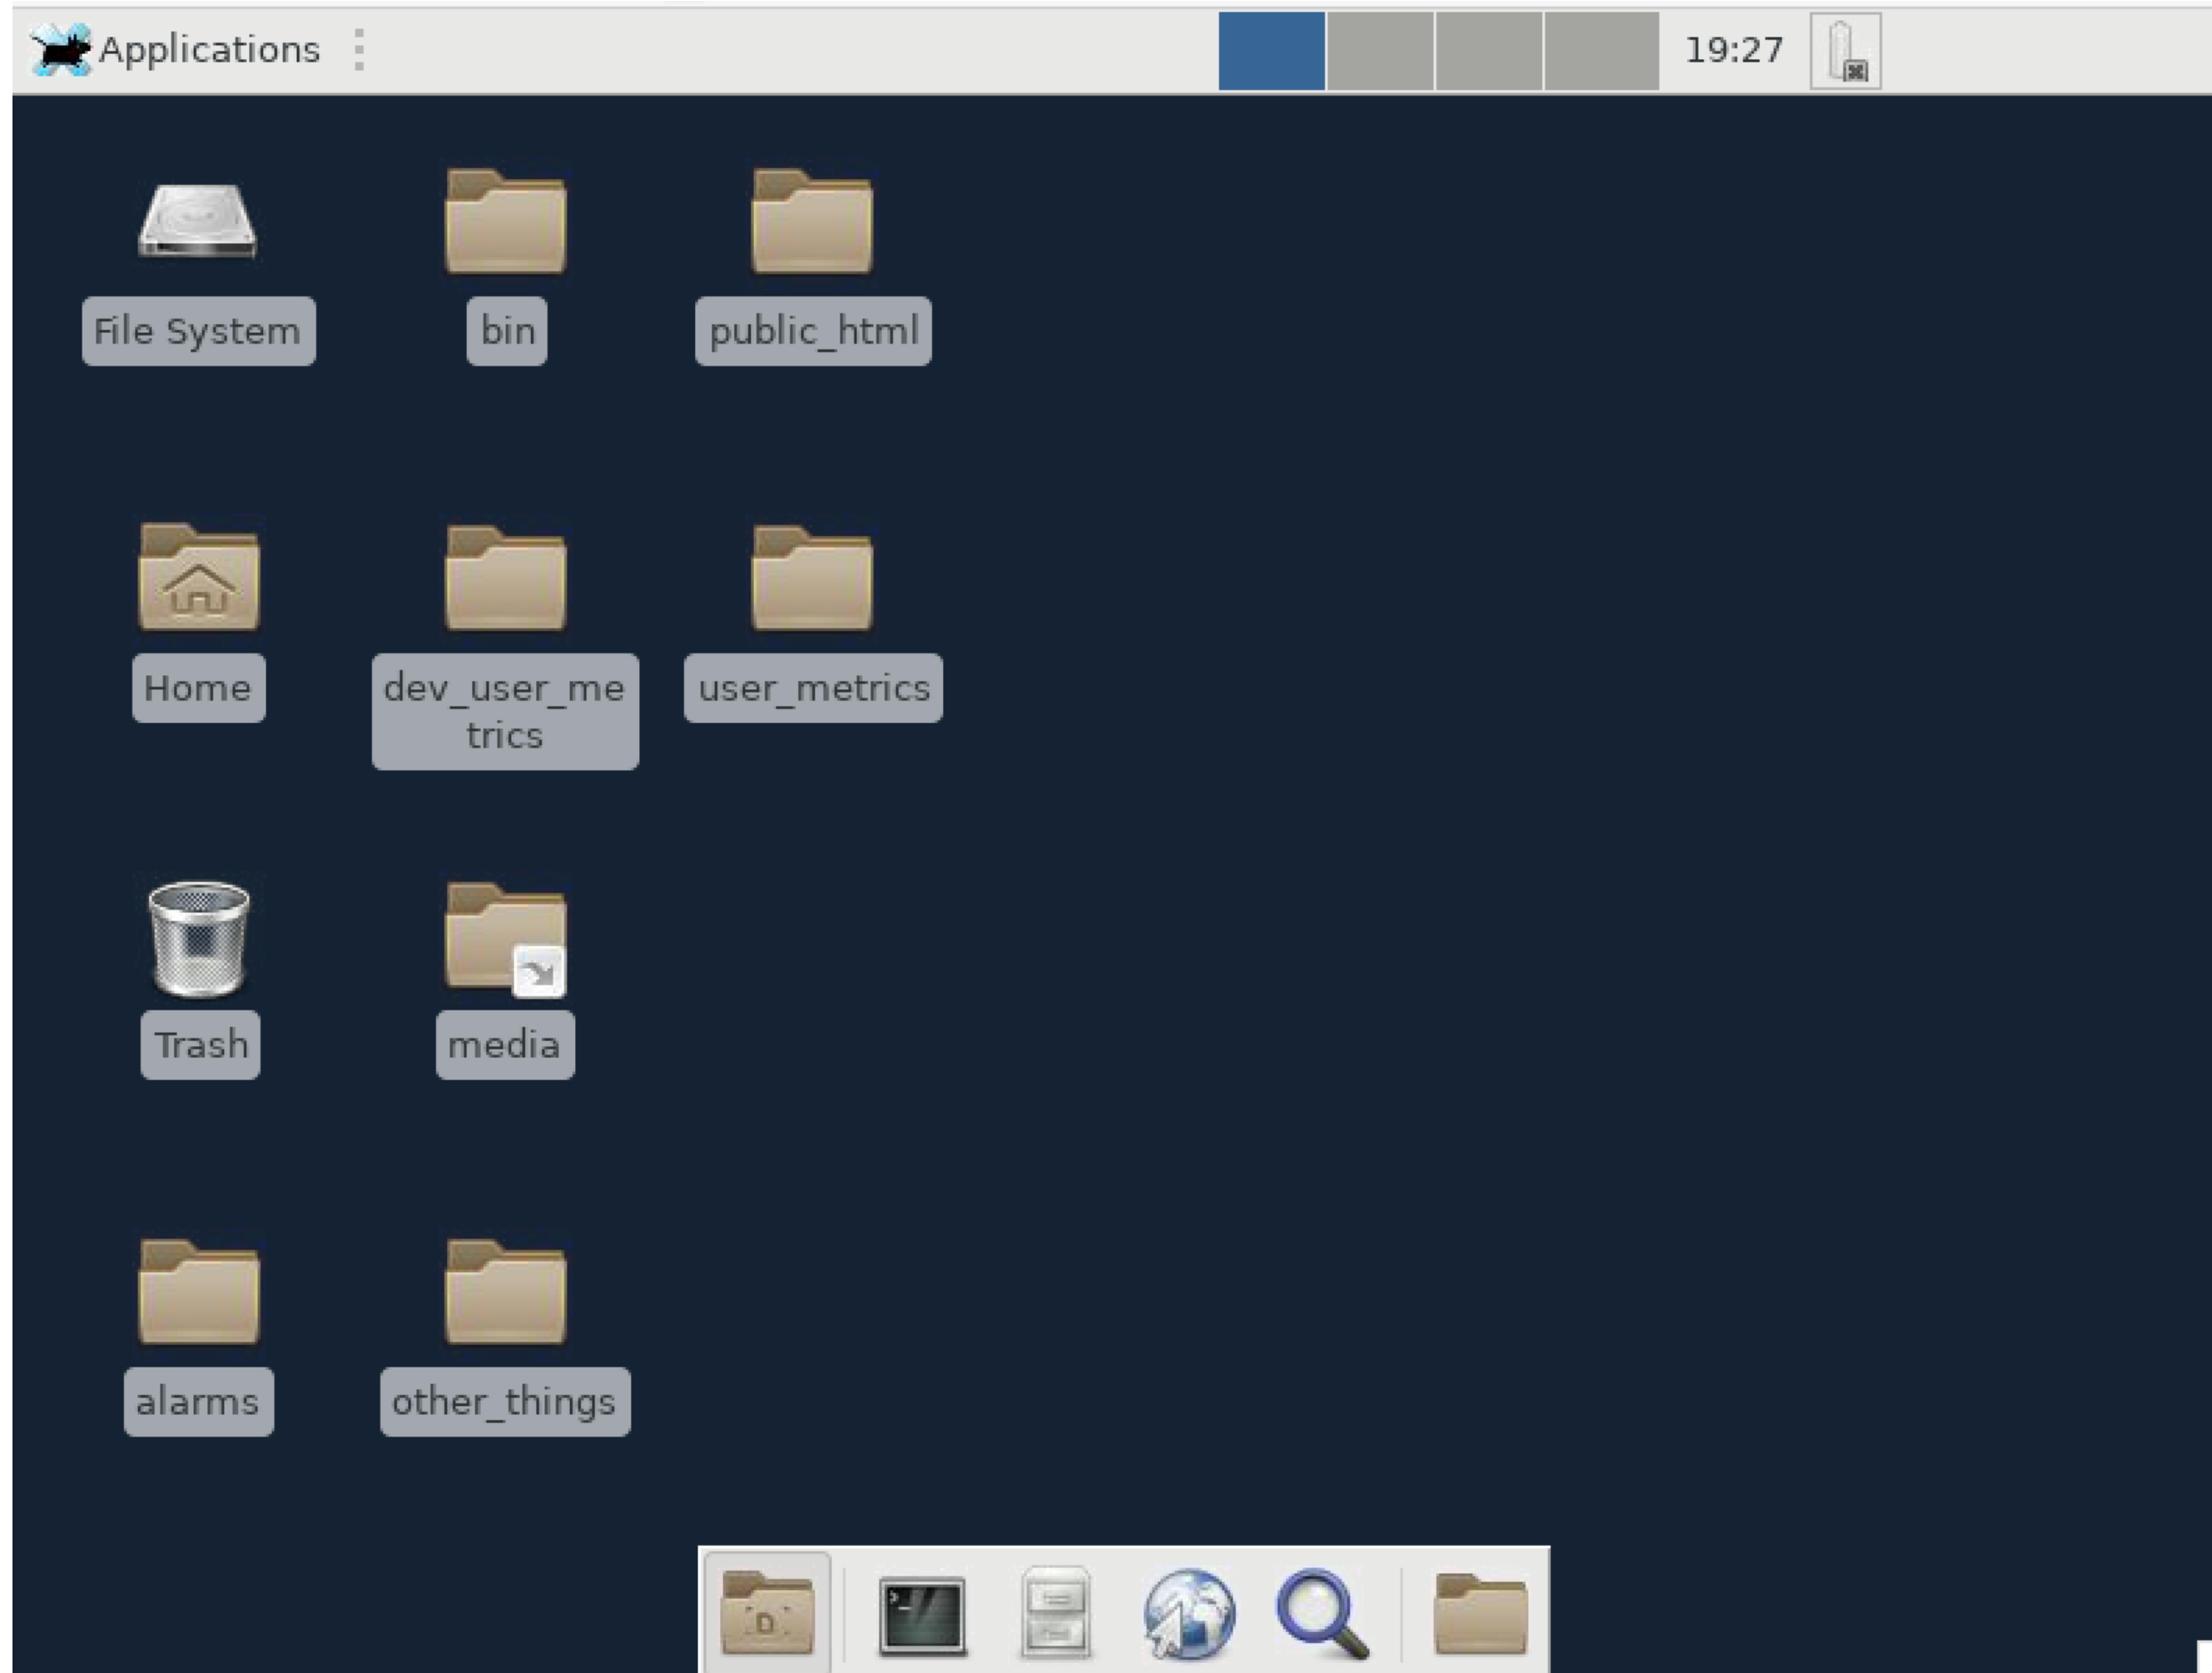 Applications
19:27
File System
bin
public_html
Home
dev_user_me
trics
user_metrics
Trash
media
alarms
other_things
D